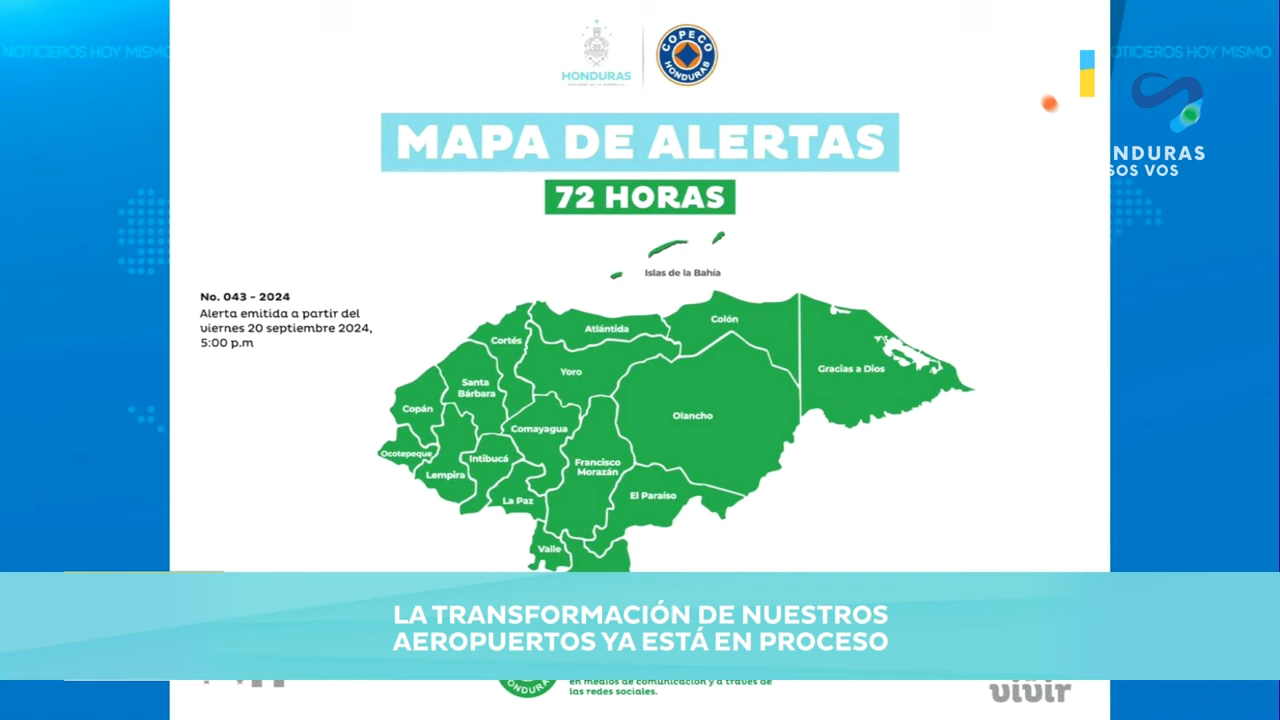 NOTICIEROS HOY MISMO
HONDURAS
COPECO
HONDURAS
OTICIEROS HOY MISMO
NDURAS
SOS VOS
MAPA DE ALERTAS
72 HORAS
Islas de la Bahía
No. 043 - 2024
Alerta emitida a partir del
viernes 20 septiembre 2024,
5:00 p.m
Colón
Atlántida
Cortés
Gracias a Dios
Yoro
Santa
Bárbara
Copán
Olancho
Comayagua
Ocotepeque
Intibucá
Francisco
Morazán
Lempira
El Paraíso
La Paz
Valle
LA TRANSFORMACIÓN DE NUESTROS
AEROPUERTOS YA ESTÁ EN PROCESO
en medios de comunicación y a través de
las redes sociales.
HONDURA
vivir